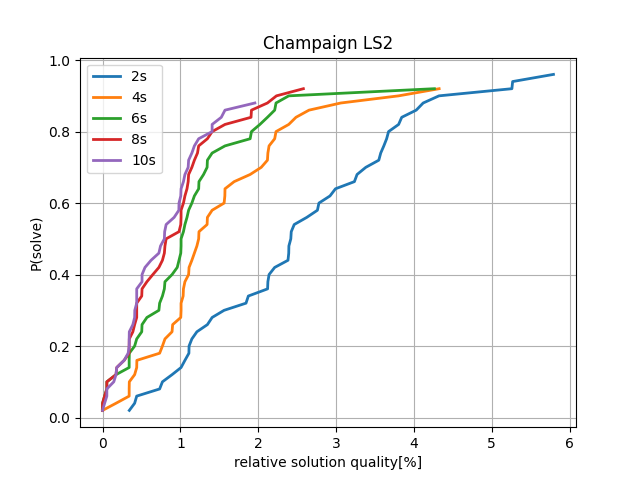 Champaign LS2
2s
4s
6s
8s
10s
P(solve)
1.0
0.8
0.6
0.4
0.2
0.0
0 1 2 3 4 5 6
relative solution quality[%]